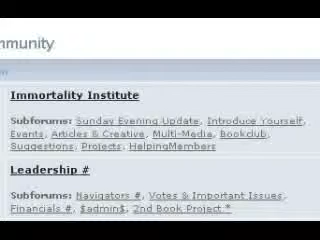 mmunity
Immortality Institute
Subforums: Sunday Evening Update, Introduce Yourself,
Events, Articles & Creative, Multi-Media, Bookclub,
Suggestions, Projects, HelpingMembers
Leadership #
Subforums: Navigators #, Votes & Important Issues,
Financials #, $admin$, 2nd Book Project *